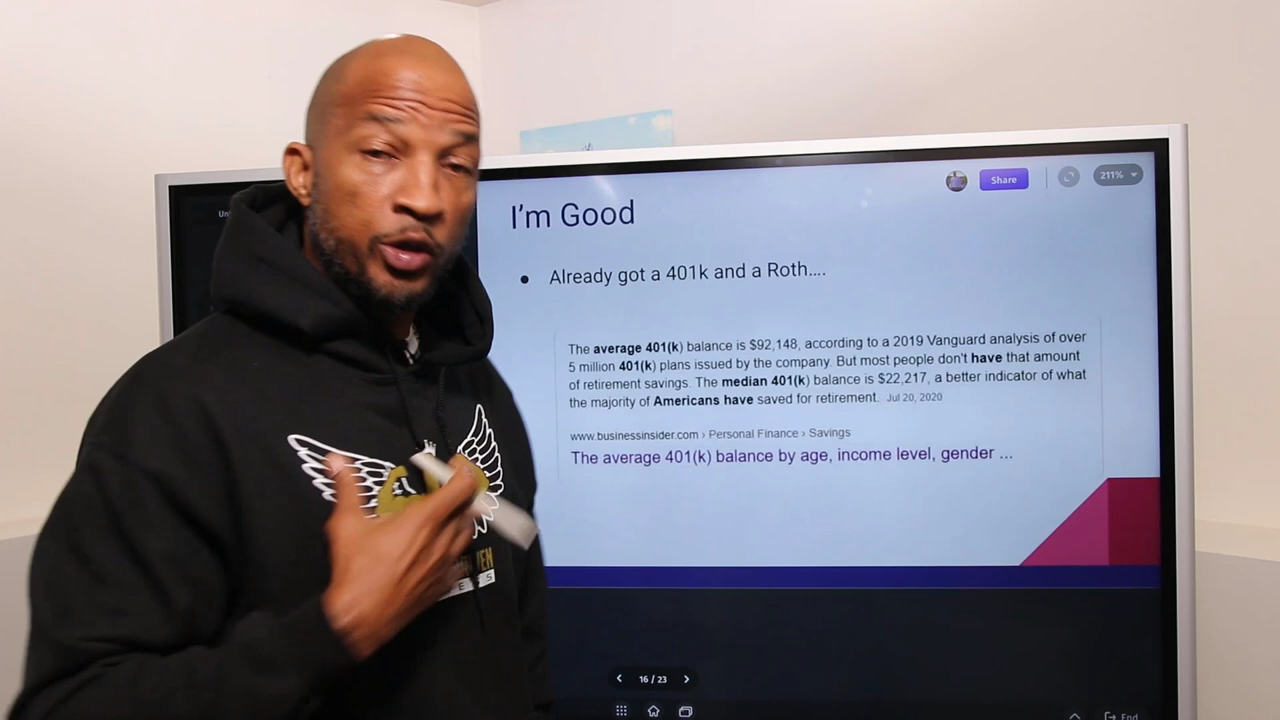 Share
211%
I'm Good
● Already got a 401k and a Roth....
The average 401(k) balance is $92,148, according to a 2019 Vanguard analysis of over
5 million 401(k) plans issued by the company. But most people don't have that amount
of retirement savings. The median 401(k) balance is $22,217, a better indicator of what
the majority of Americans have saved for retirement. Jul 20, 2020
www.businessinsider.com › Personal Finance › Savings
The average 401(k) balance by age, income level, gender ...
16 / 23
End